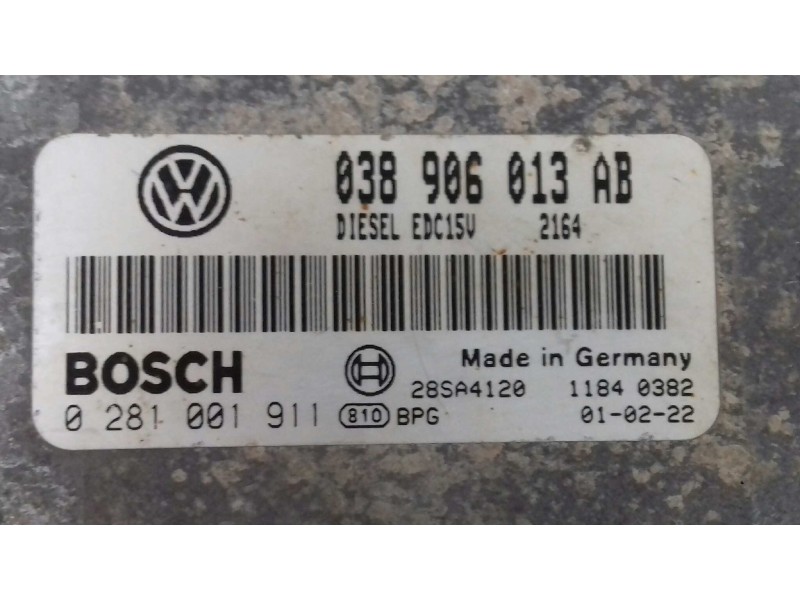 VW
038 906 013 AB
DIESEL EDC15V 2164
BOSCH
Made in Germany
28SA4120 1184 0382
0 281 001 911 810 BPG 01-02-22